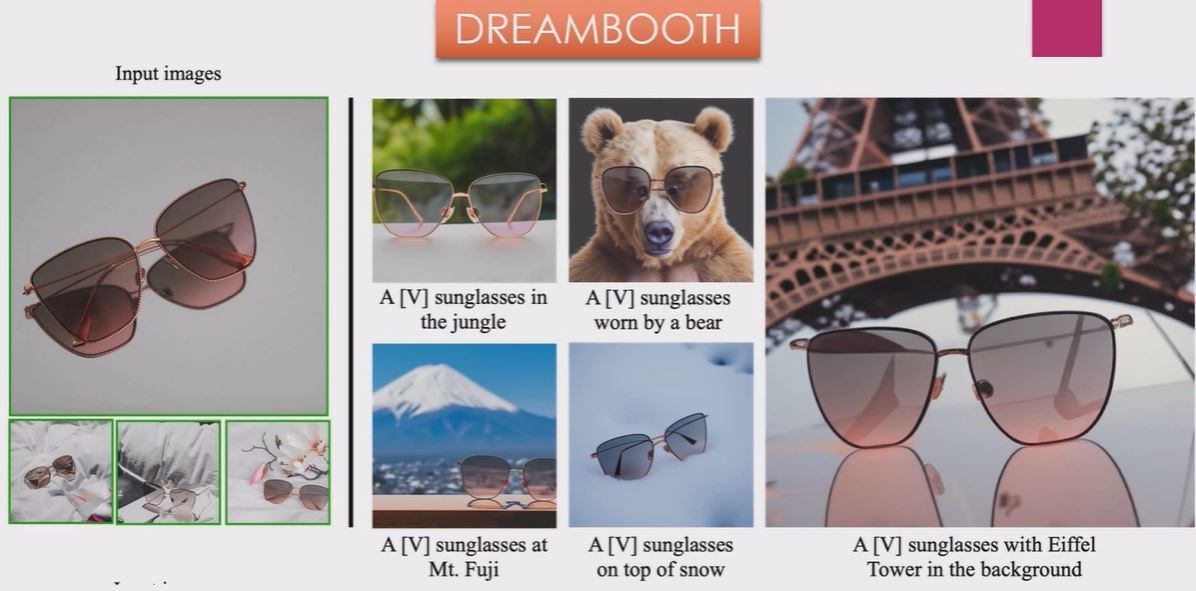 DREAMBOOTH
Input images
A [V] sunglasses in
the jungle
A [V] sunglasses
worn by a bear
A [V] sunglasses at
Mt. Fuji
A [V] sunglasses
on top of snow
A [V] sunglasses with Eiffel
Tower in the background